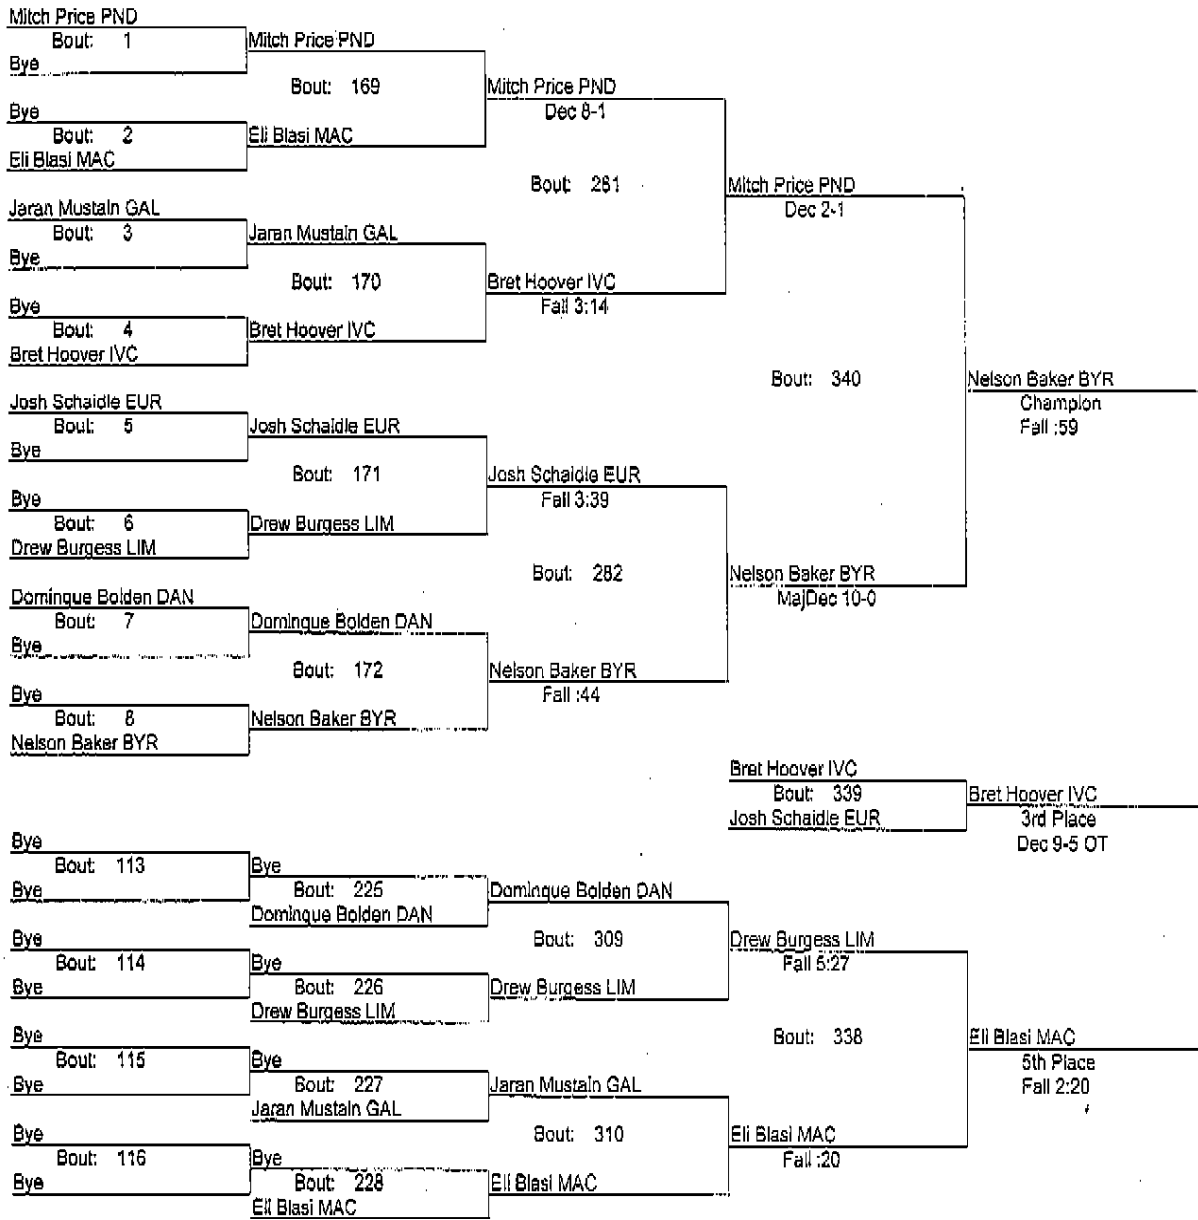 Mitch Price PND
Bout: 1
Bye
Mitch Price PND
Bout: 169
Bye
Bout: 2
Eli Blasi MAC
Eli Blasi MAC
Mitch Price PND
Dec 8-1
Bout: 281
Jaran Mustain GAL
Bout: 3
Bye
Jaran Mustain GAL
Bout: 170
Bye
Bout: 4
Bret Hoover IVC
Bret Hoover IVC
Bret Hoover IVC
Fall 3:14
Mitch Price PND
Dec 2-1
Bout: 340
Josh Schaidle EUR
Bout: 5
Bye
Josh Schaidle EUR
Bout: 171
Bye
Bout: 6
Drew Burgess LIM
Drew Burgess LIM
Josh Schaidle EUR
Fall 3:39
Bout: 282
Dominque Bolden DAN
Bout: 7
Bye
Dominque Bolden DAN
Bout: 172
Bye
Bout: 8
Nelson Baker BYR
Nelson Baker BYR
Nelson Baker BYR
Fall :44
Nelson Baker BYR
MajDec 10-0
Nelson Baker BYR
Champion
Fall :59
Bret Hoover IVC
Bout: 339
Josh Schaidle EUR
Bret Hoover IVC
3rd Place
Dec 9-5 OT
Bye
Bout: 113
Bye
Bye
Bout: 225
Dominque Bolden DAN
Dominque Bolden DAN
Bout: 309
Bye
Bout: 114
Bye
Bye
Bout: 226
Drew Burgess LIM
Drew Burgess LIM
Drew Burgess LIM
Fall 5:27
Bout: 338
Bye
Bout: 115
Bye
Bye
Bout: 227
Jaran Mustain GAL
Jaran Mustain GAL
Bout: 310
Bye
Bout: 116
Bye
Bye
Bout: 228
Eli Blasi MAC
Eli Blasi MAC
Eli Blasi MAC
Fall :20
Eli Blasi MAC
5th Place
Fall 2:20